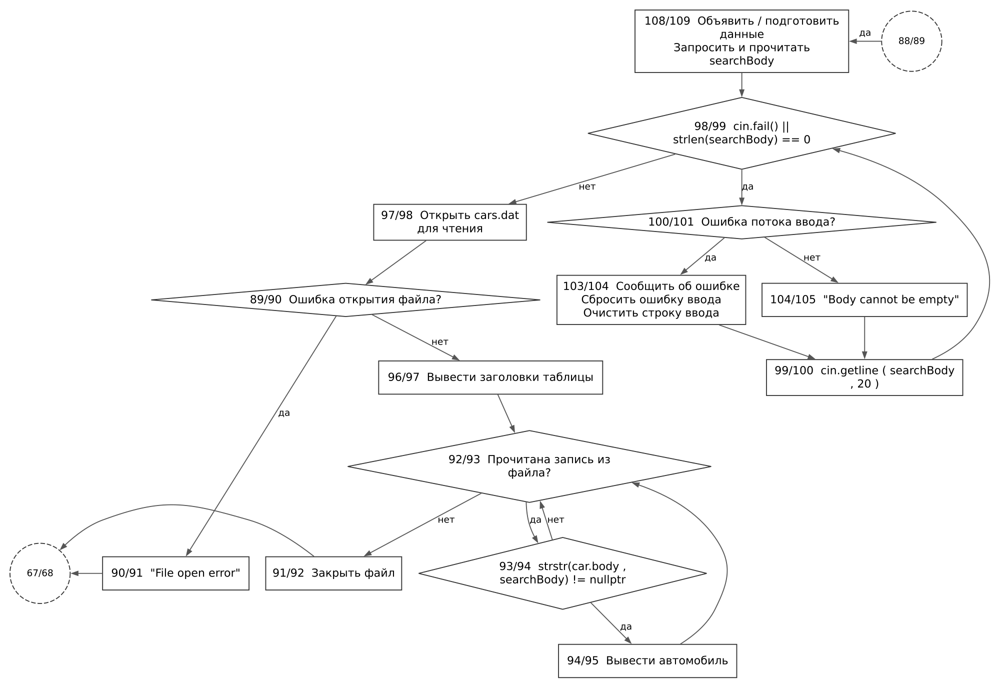 108/109  Объявить / подготовить
данные
Запросить и прочитать
searchBody
да
88/89
98/99  cin.fail() ||
strlen(searchBody) == 0
нет
да
97/98  Открыть cars.dat
для чтения
100/101  Ошибка потока ввода?
да
нет
89/90  Ошибка открытия файла?
103/104  Сообщить об ошибке
Сбросить ошибку ввода
Очистить строку ввода
104/105  "Body cannot be empty"
нет
96/97  Вывести заголовки таблицы
99/100  cin.getline ( searchBody
, 20 )
да
92/93  Прочитана запись из
файла?
нет
да
нет
67/68
90/91  "File open error"
91/92  Закрыть файл
93/94  strstr(car.body ,
searchBody) != nullptr
да
94/95  Вывести автомобиль